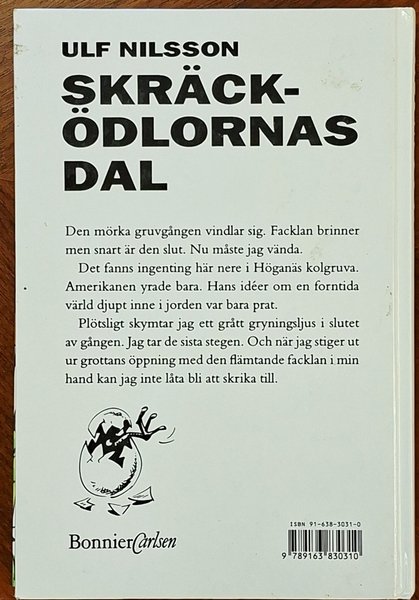 ULF NILSSON
SKRÄCK-
ÖDLORNAS
DAL
Den mörka gruvgången vindlar sig. Facklan brinner
men snart är den slut. Nu måste jag vända.
Det fanns ingenting här nere i Höganäs kolgruva.
Amerikanen yrade bara. Hans idéer om en forntida
värld djupt inne i jorden var bara prat.
Plötsligt skymtar jag ett grått gryningsljus i slutet
av gången. Jag tar de sista stegen. Och när jag stiger ut
ur grottans öppning med den flämtande facklan i min
hand kan jag inte låta bli att skrika till.
BonnierCarlsen
ISBN 91-638-3031-0
9 789163 830310